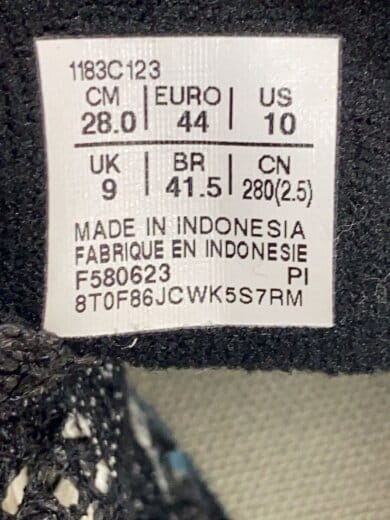 1183C123
CM | EURO | US
28.0 | 44 | 10
UK | BR | CN
9 | 41.5 | 280(2.5)
MADE IN INDONESIA
FABRIQUE EN INDONESIE
F580623 PI
8T0F86JCWK5S7RM